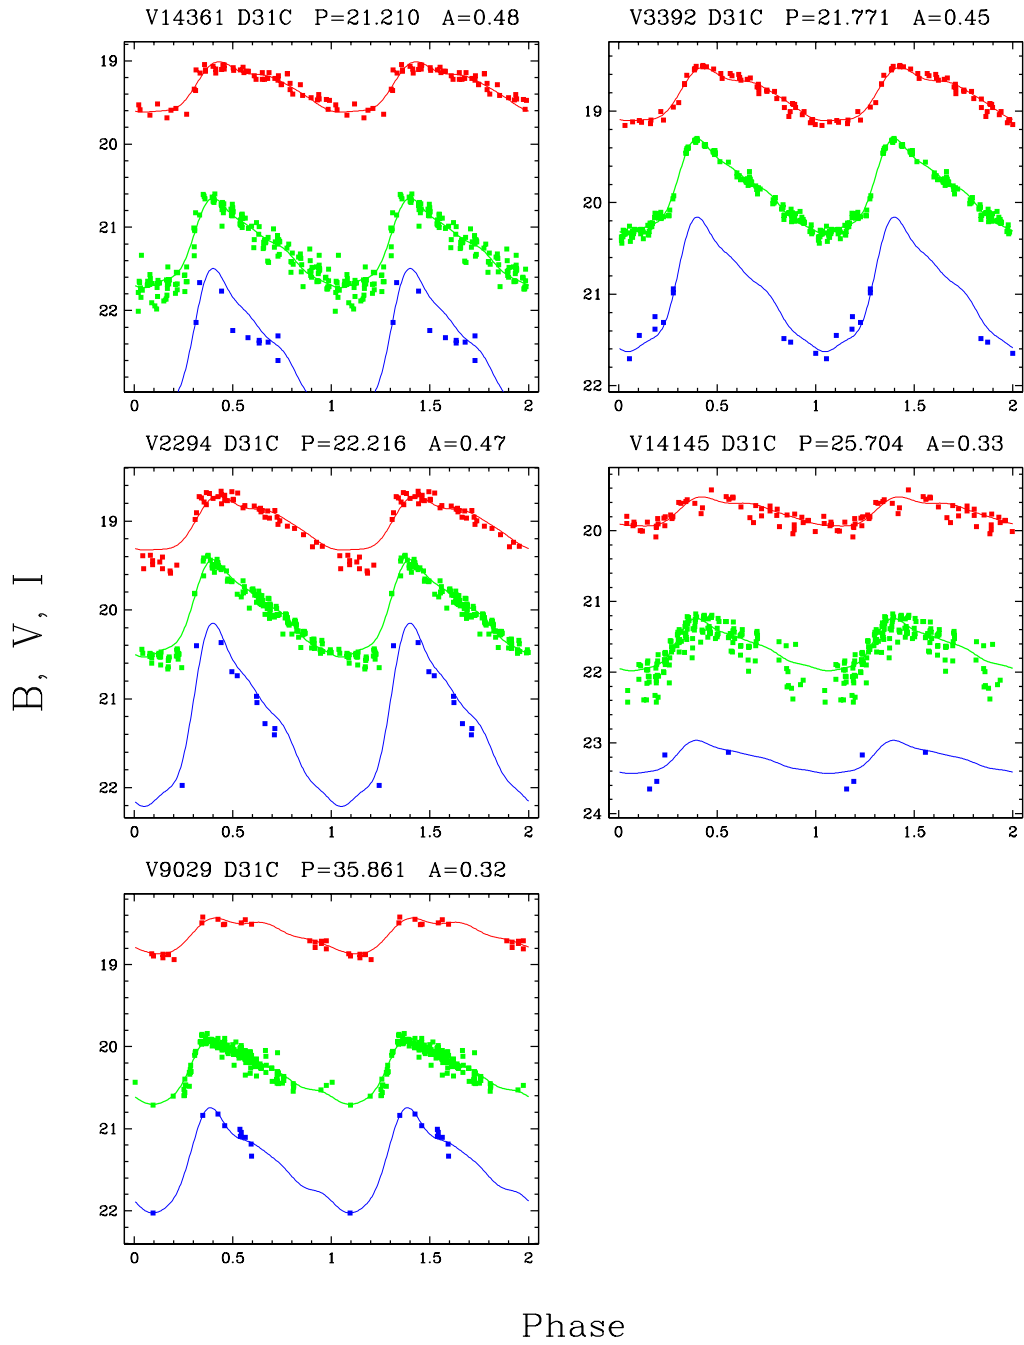 V14361 D31C P=21.210 A=0.48
V3392 D31C P=21.771 A=0.45
19
20
21
22
0 0.5 1 1.5 2
19
20
21
22
0 0.5 1 1.5 2
V2294 D31C P=22.216 A=0.47
V14145 D31C P=25.704 A=0.33
19
20
21
22
0 0.5 1 1.5 2
20
21
22
23
24
0 0.5 1 1.5 2
V9029 D31C P=35.861 A=0.32
19
20
21
22
0 0.5 1 1.5 2
B, V, I
Phase